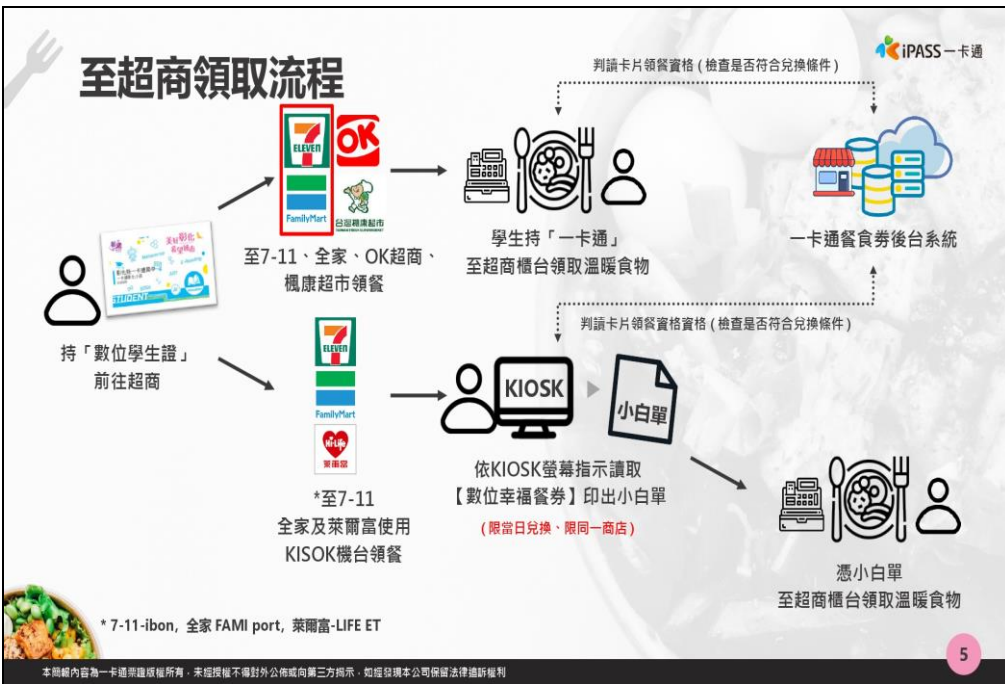 至超商領取流程
iPASS 一卡通
判讀卡片領餐資格 ( 檢查是否符合兌換條件 )
7
ELEVEN
OK
FamilyMart
台灣楓康超市
至7-11、全家、OK超商、
楓康超市領餐
學生持「一卡通」
至超商櫃台領取溫暖食物
一卡通餐食券後台系統
STUDENT
持「數位學生證」
前往超商
判讀卡片領餐資格資格 ( 檢查是否符合兌換條件 )
7
ELEVEN
FamilyMart
Hi-Life
萊爾富
*至7-11
全家及萊爾富使用
KISOK機台領餐
KIOSK
小白單
依KIOSK螢幕指示讀取
【數位幸福餐券】印出小白單
( 限當日兌換、限同一商店 )
憑小白單
至超商櫃台領取溫暖食物
* 7-11-ibon, 全家 FAMI port, 萊爾富-LIFE ET
本簡報內容為一卡通票證版權所有，未經授權不得對外公佈或向第三方揭示，如經發現本公司保留法律追訴權利
5